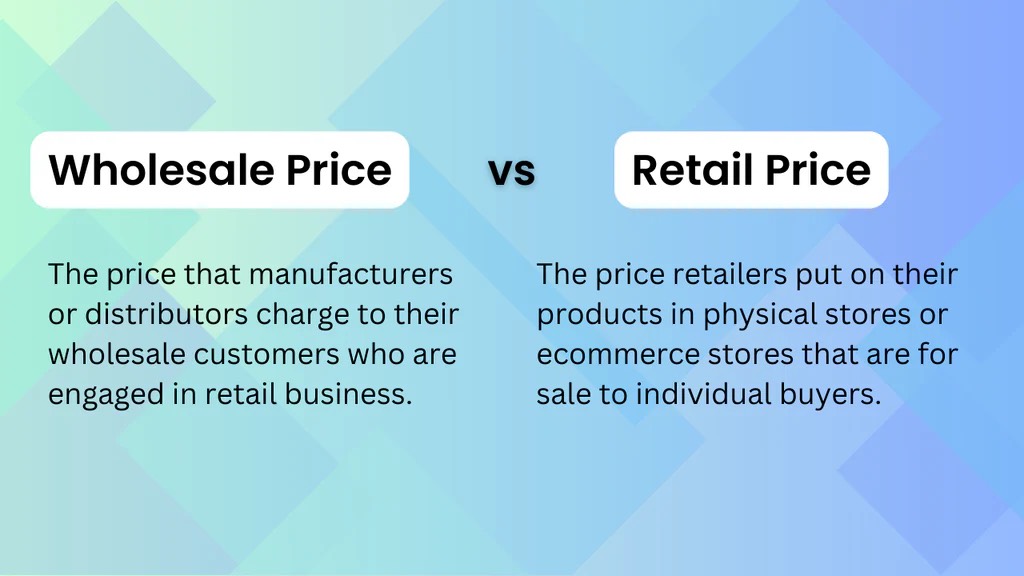 Wholesale Price
vs
Retail Price
The price that manufacturers
or distributors charge to their
wholesale customers who are
engaged in retail business.
The price retailers put on their
products in physical stores or
ecommerce stores that are for
sale to individual buyers.